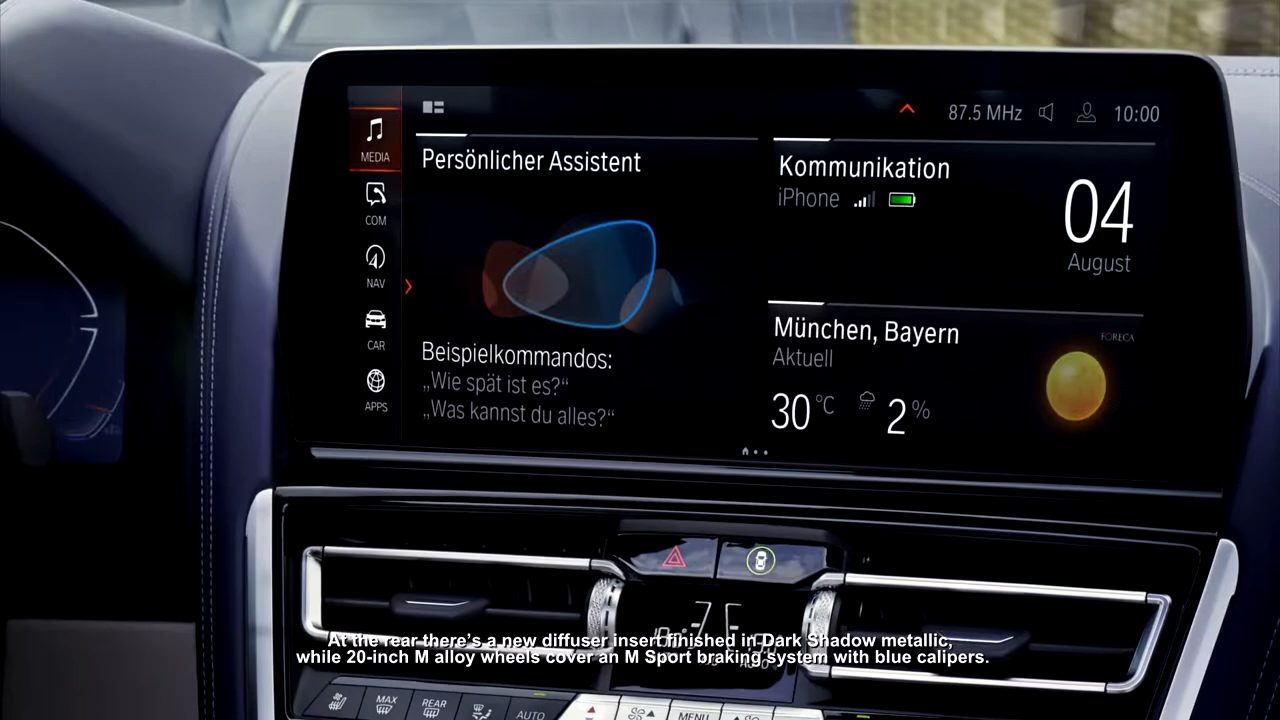 87.5 MHz 10:00
MEDIA
COM
NAV
CAR
APPS
Persönlicher Assistent
Beispielkommandos:
„Wie spät ist es?“
„Was kannst du alles?“
Kommunikation
iPhone
04
August
München, Bayern
FORECA
Aktuell
30 °C 2 %
At the rear there's a new diffuser insert finished in Dark Shadow metallic,
while 20-inch M alloy wheels cover an M Sport braking system with blue calipers.
MAX
REAR
AUTO
MENU